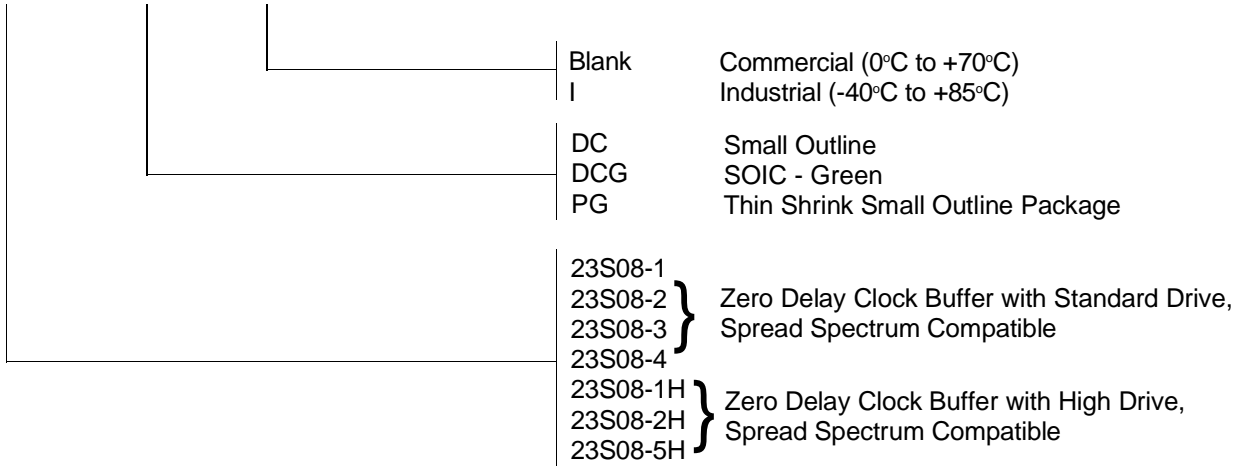 Blank Commercial (0°C to +70°C)
I Industrial (-40°C to +85°C)
DC Small Outline
DCG SOIC - Green
PG Thin Shrink Small Outline Package
23S08-1
23S08-2
23S08-3
23S08-4
Zero Delay Clock Buffer with Standard Drive,
Spread Spectrum Compatible
23S08-1H
23S08-2H
23S08-5H
Zero Delay Clock Buffer with High Drive,
Spread Spectrum Compatible